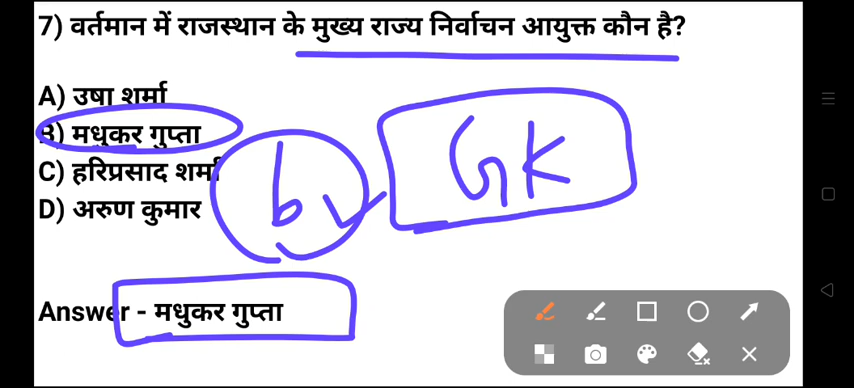 7) वर्तमान में राजस्थान के मुख्य राज्य निर्वाचन आयुक्त कौन है?
A) उषा शर्मा
B) मधुकर गुप्ता
C) हरिप्रसाद शर्मा
D) अरुण कुमार
b
GK
Answer - मधुकर गुप्ता